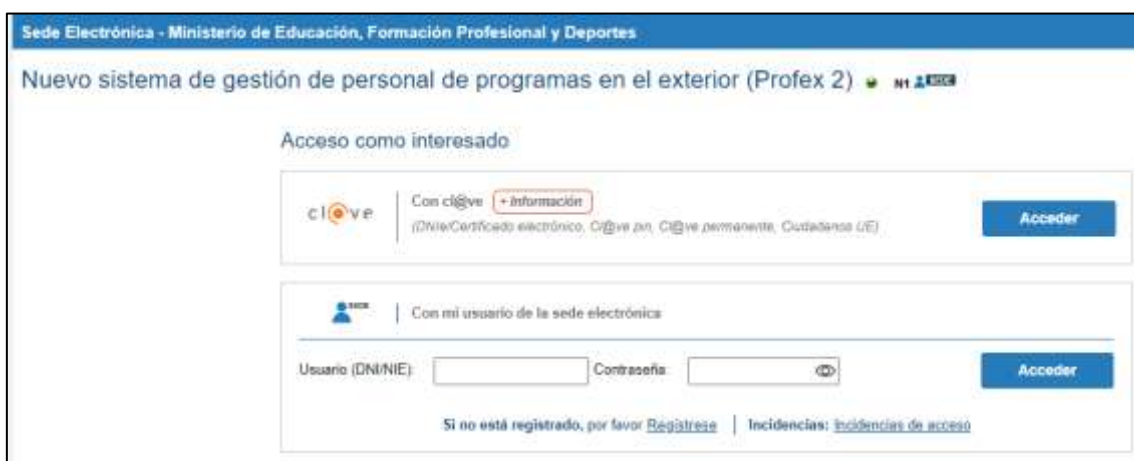 Sede Electrónica - Ministerio de Educación, Formación Profesional y Deportes
Nuevo sistema de gestión de personal de programas en el exterior (Profex 2) N1 SEDE
Acceso como interesado
cl@ve
Con cl@ve + Información
(DNIe/Certificado electrónico, Cl@ve pin, Cl@ve permanente, Ciudadanos UE)
Acceder
SEDE
Con mi usuario de la sede electrónica
Usuario (DNI/NIE): Contraseña: Acceder
Si no está registrado, por favor Regístrese | Incidencias: Incidencias de acceso